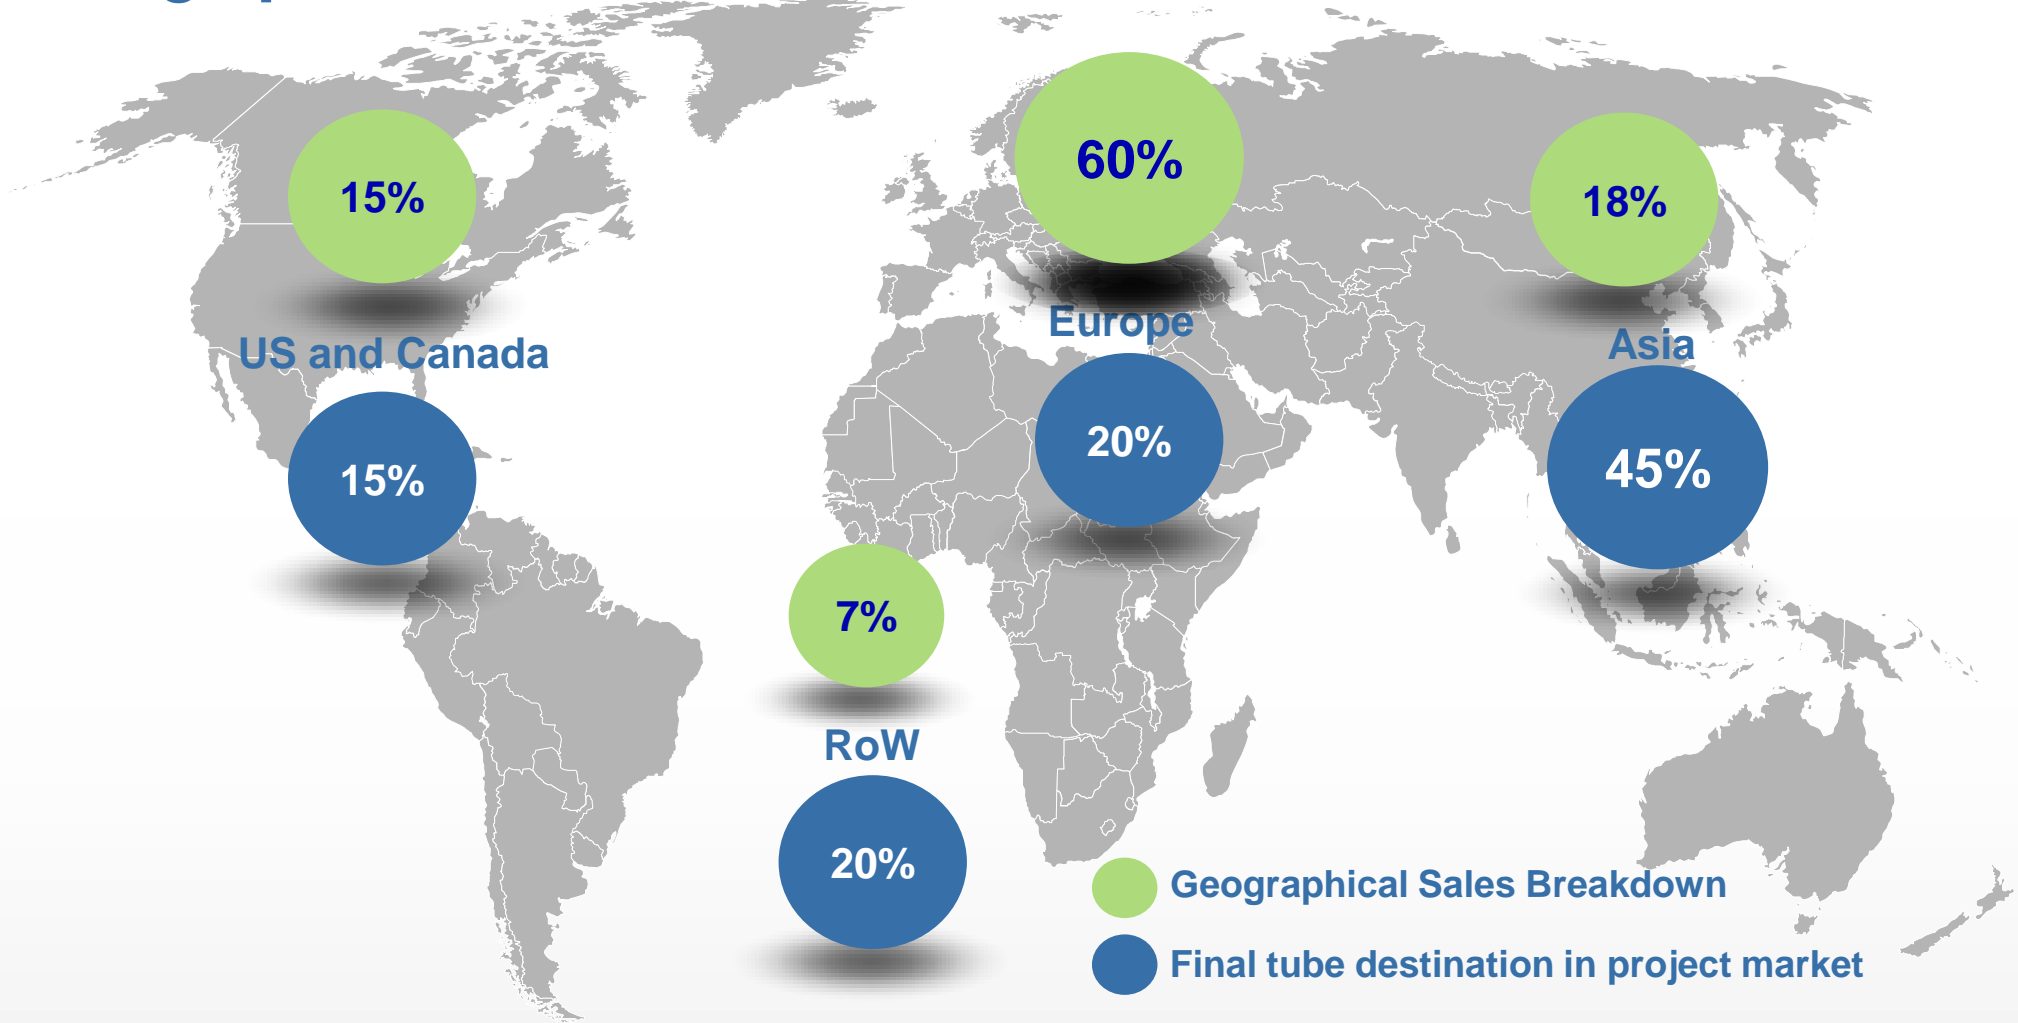 15%
US and Canada
15%
60%
Europe
20%
18%
Asia
45%
7%
RoW
20%
Geographical Sales Breakdown
Final tube destination in project market